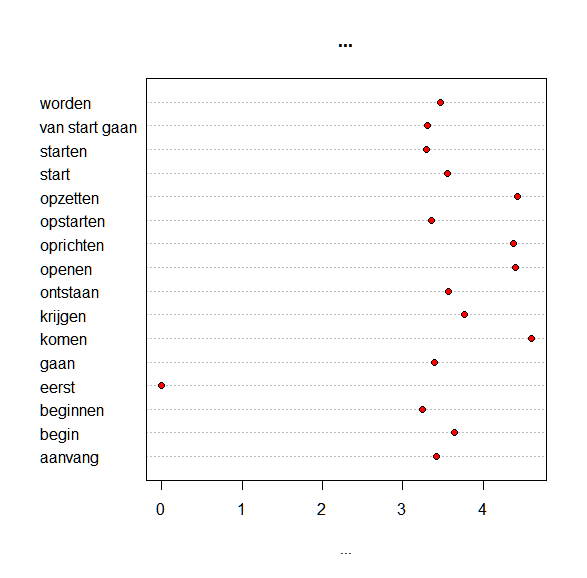 ...
worden
van start gaan
starten
start
opzetten
opstarten
oprichten
openen
ontstaan
krijgen
komen
gaan
eerst
beginnen
begin
aanvang
0 1 2 3 4
...